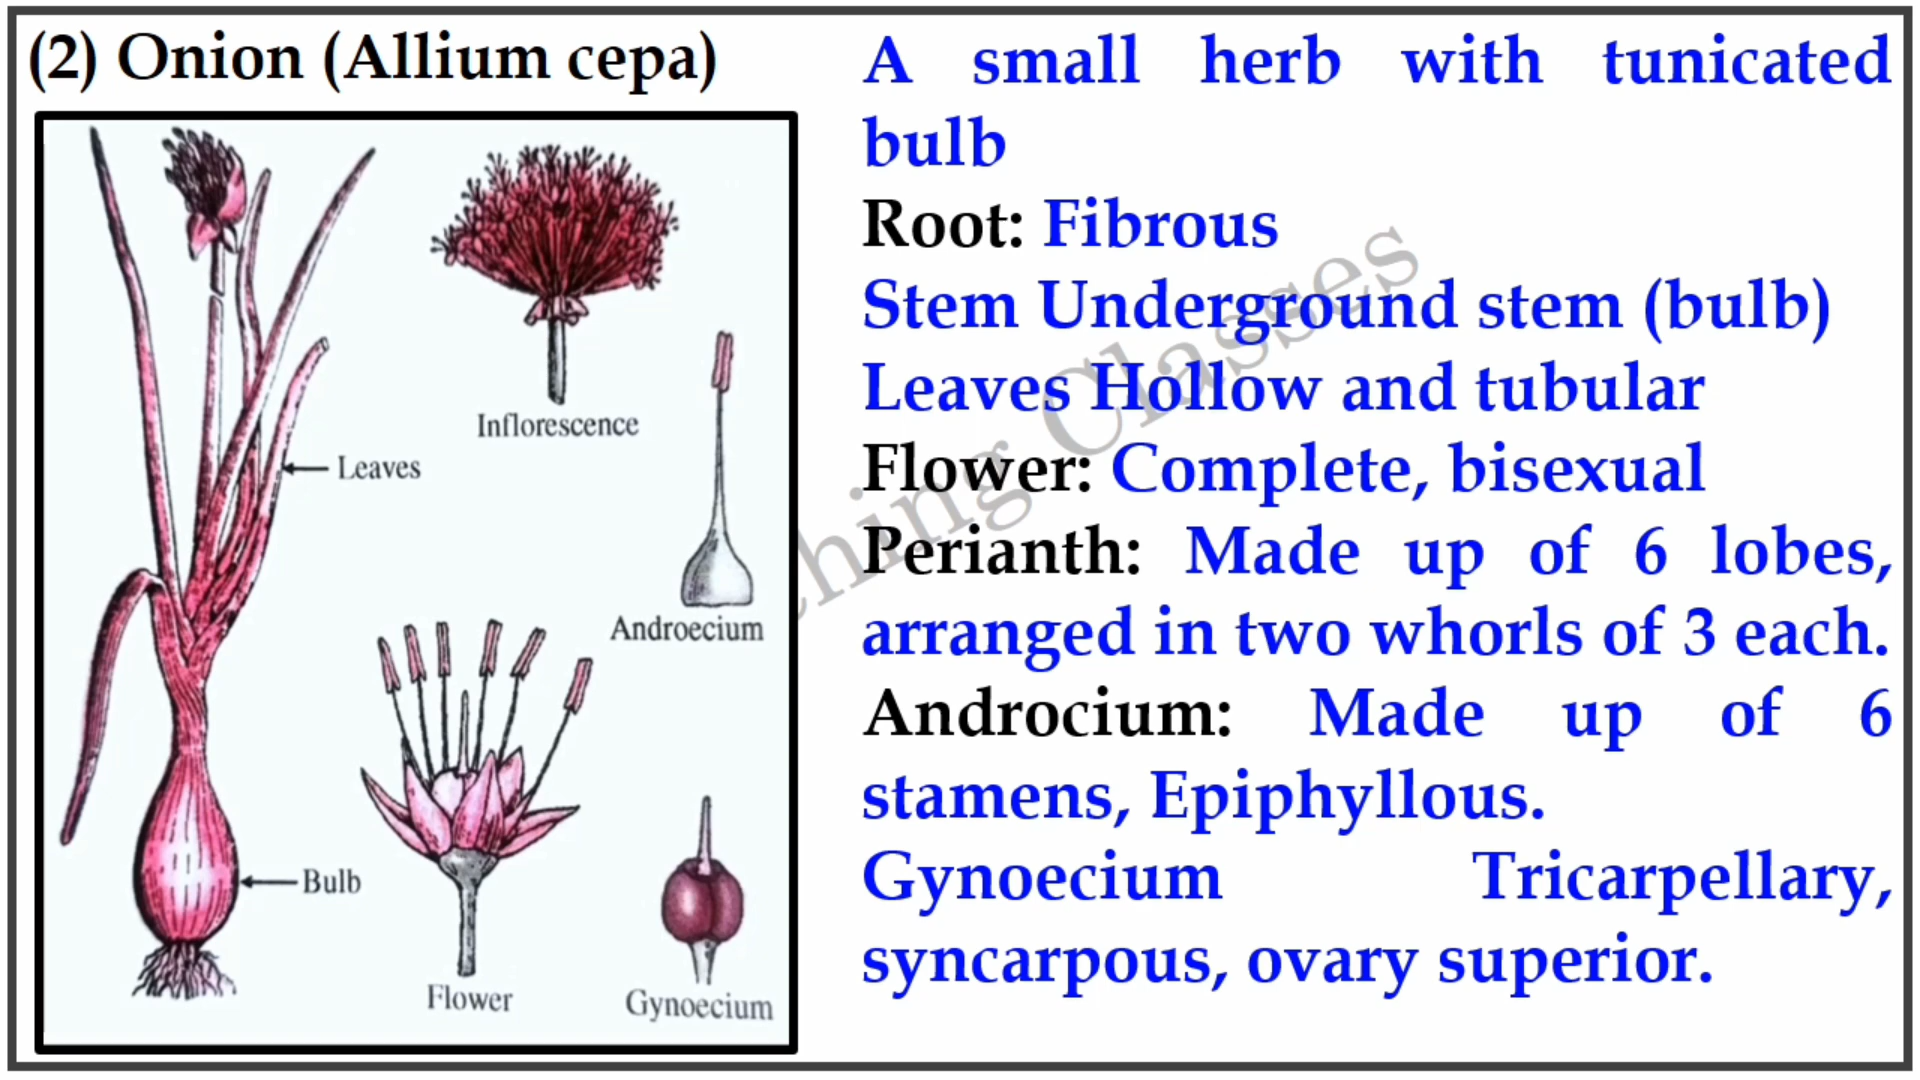 (2) Onion (Allium cepa)
Inflorescence
Leaves
Androecium
Bulb
Flower
Gynoecium
A small herb with tunicated
bulb
Root: Fibrous
Stem Underground stem (bulb)
Leaves Hollow and tubular
Flower: Complete, bisexual
Perianth: Made up of 6 lobes,
arranged in two whorls of 3 each.
Androcium: Made up of 6
stamens, Epiphyllous.
Gynoecium Tricarpellary,
syncarpous, ovary superior.
Classes